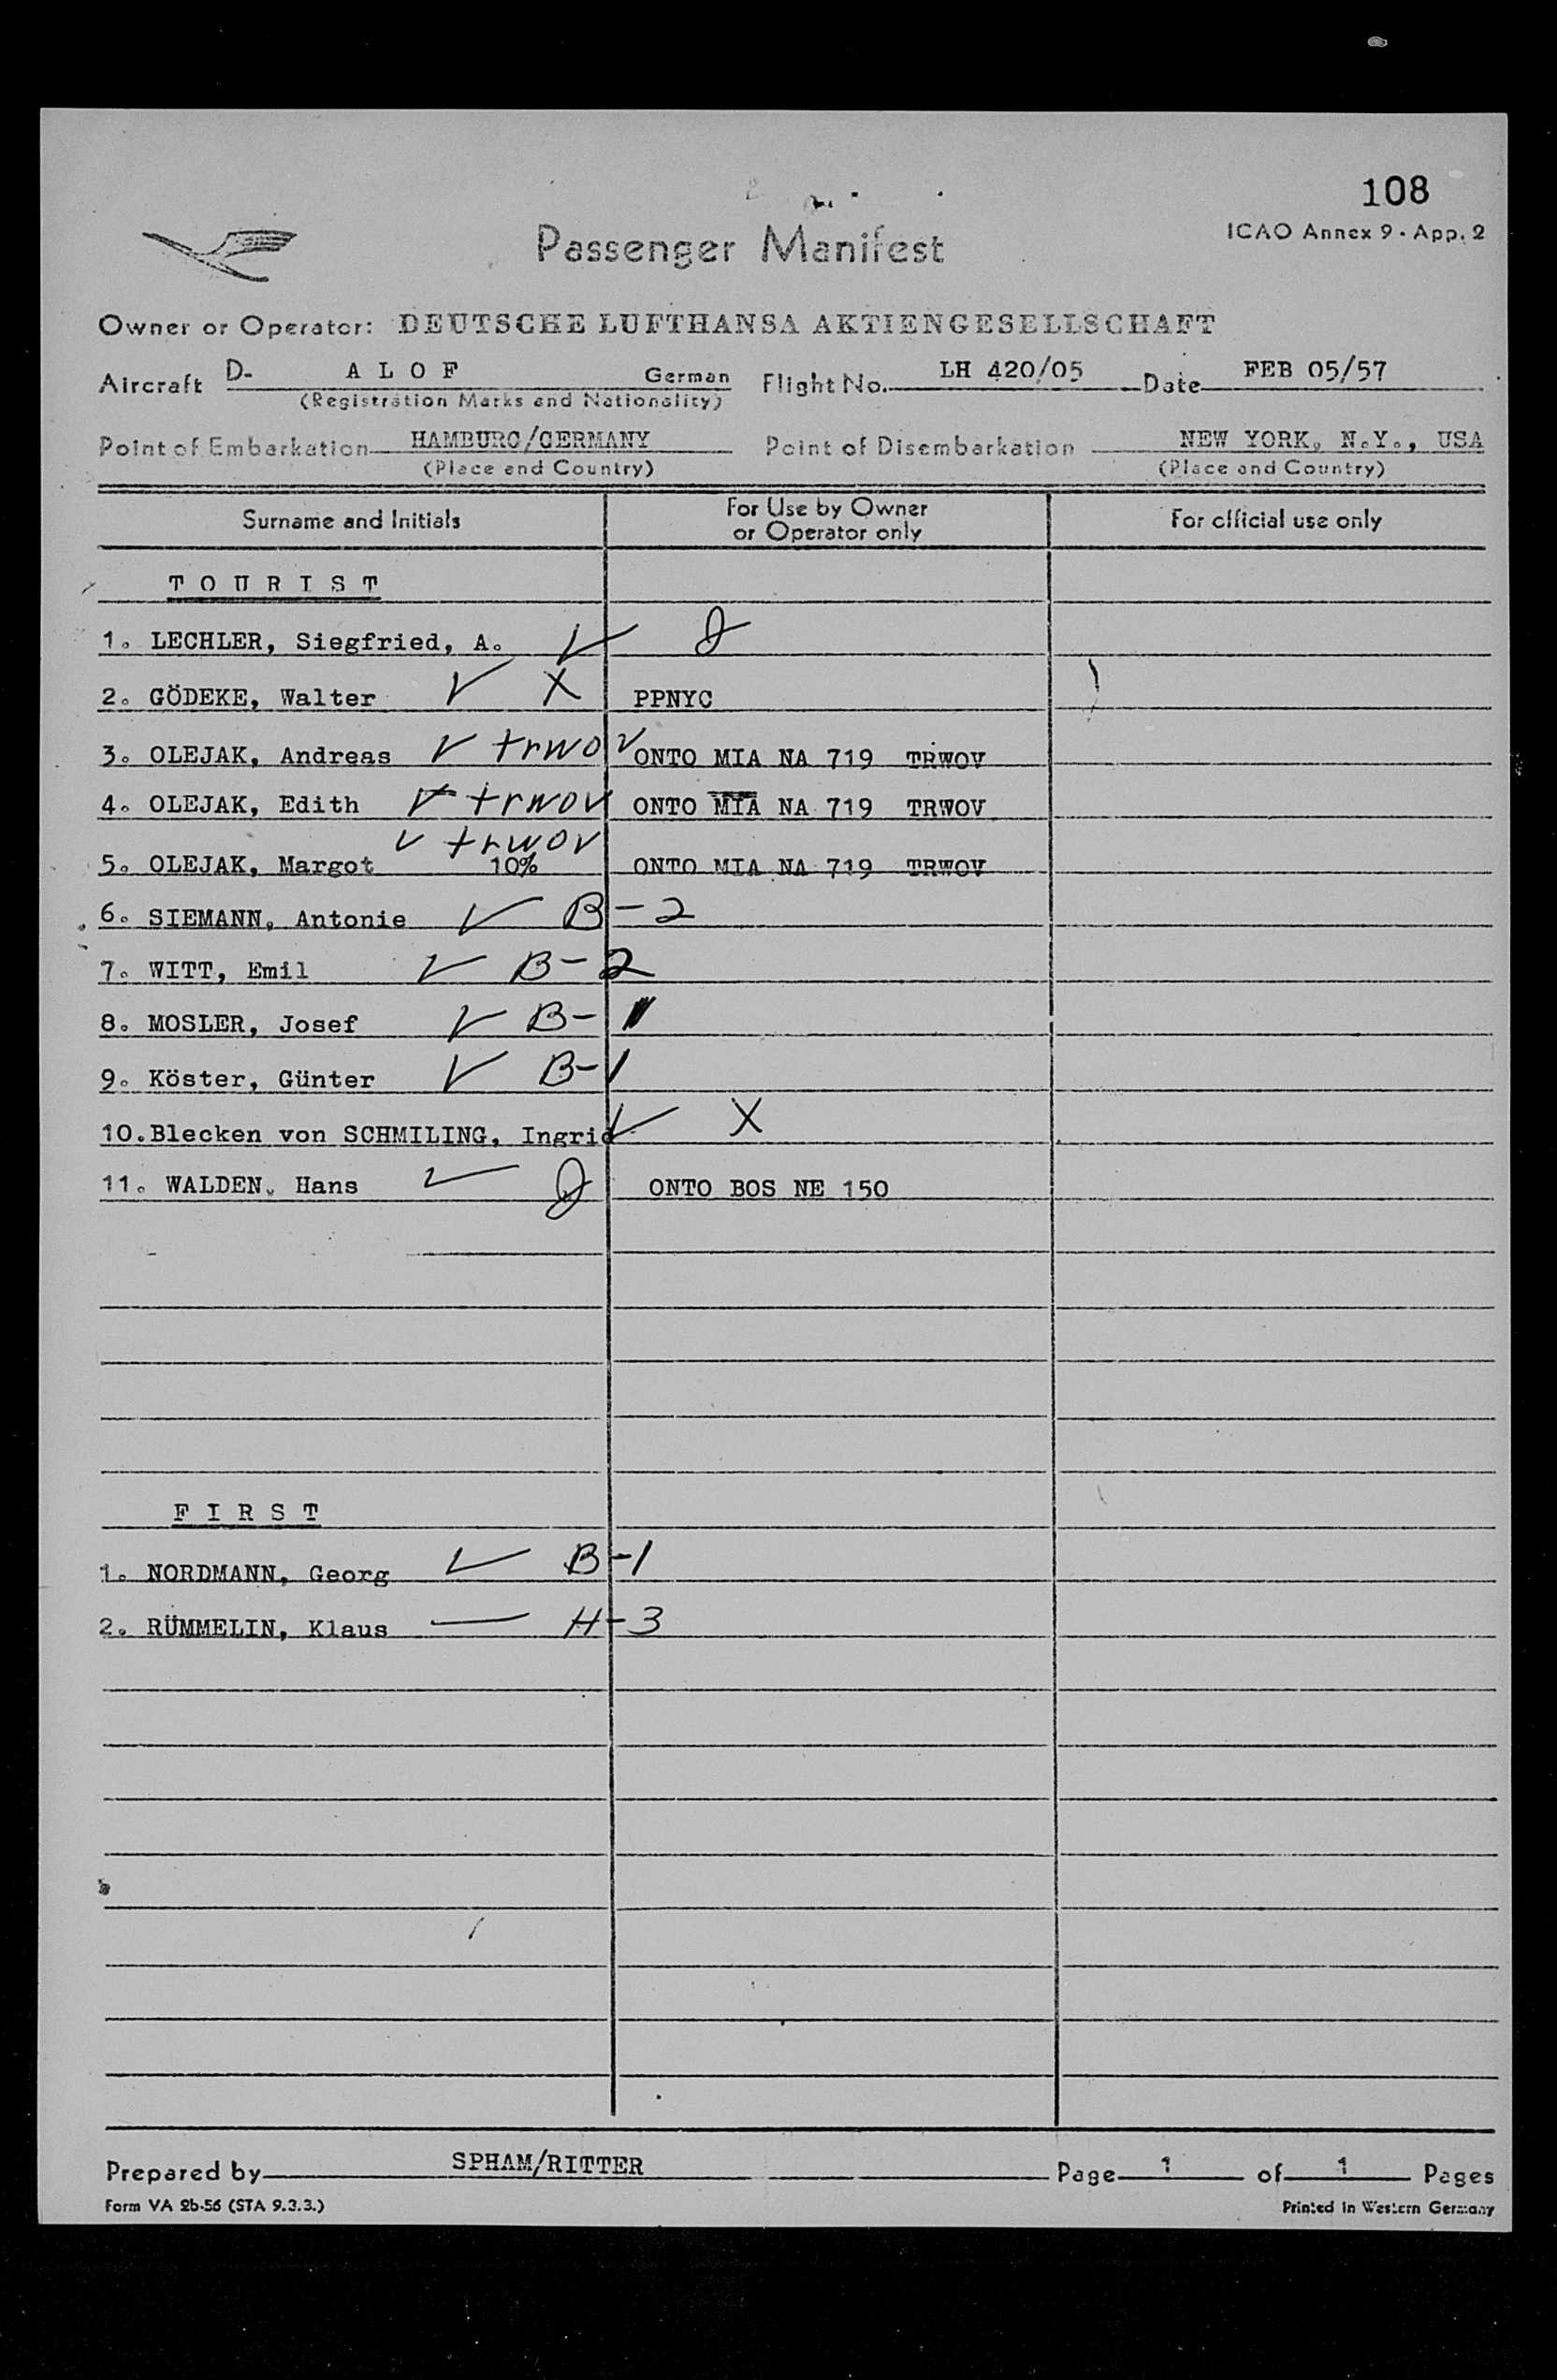 108
ICAO Annex 9 - App. 2
Passenger Manifest
Owner or Operator: DEUTSCHE LUFTHANSA AKTIENGESELLSCHAFT
Aircraft D- A L O F German Flight No. LH 420/05 Date FEB 05/57
(Registration Marks and Nationality)
Point of Embarkation HAMBURG/GERMANY Point of Disembarkation NEW YORK, N.Y., USA
(Place and Country) (Place and Country)
Surname and Initials For Use by Owner or Operator only For official use only
T O U R I S T
1. LECHLER, Siegfried, A. ✓
2. GÖDEKE, Walter ✓ X PPNYC
3. OLEJAK, Andreas ✓ trwov ONTO MIA NA 719 TRWOV
4. OLEJAK, Edith ✓ trwov ONTO MIA NA 719 TRWOV
✓ trwov
5. OLEJAK, Margot 10% ONTO MIA NA 719 TRWOV
6. SIEMANN, Antonie ✓ B-2
7. WITT, Emil ✓ B-2
8. MOSLER, Josef ✓ B-1
9. Köster, Günter ✓ B-1
10. Blecken von SCHMILING, Ingrid ✓ X
11. WALDEN, Hans ✓ ONTO BOS NE 150
F I R S T
1. NORDMANN, Georg ✓ B-1
2. RÜMMELIN, Klaus — H-3
Prepared by SPHAM/RITTER Page 1 of 1 Pages
Form VA 2b-56 (STA 9.3.3.) Printed in Western Germany